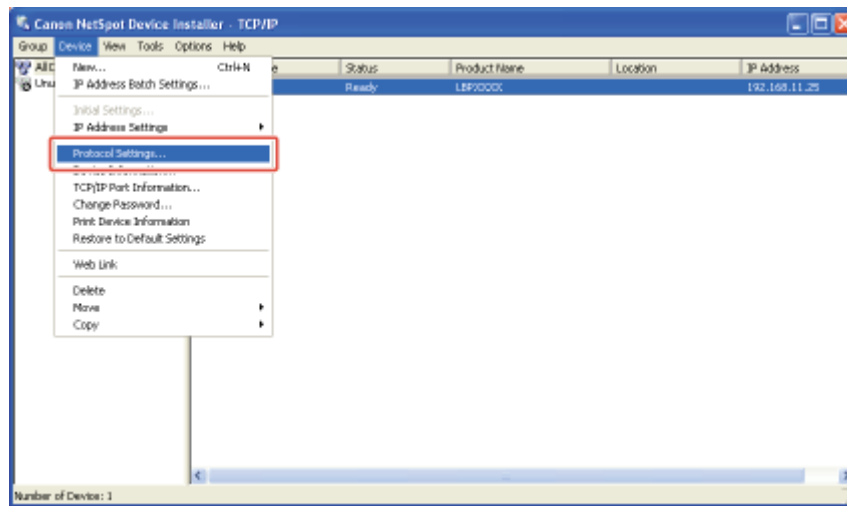 Canon NetSpot Device Installer - TCP/IP
Group Device View Tools Options Help
All D e Status Product Name Location IP Address
Unu Ready LBPXXXX 192.168.11.25
New... Ctrl+N
IP Address Batch Settings...
Initial Settings...
IP Address Settings
Protocol Settings...
TCP/IP Port Information...
Change Password...
Print Device Information
Restore to Default Settings
Web Link
Delete
Move
Copy
Number of Device: 1